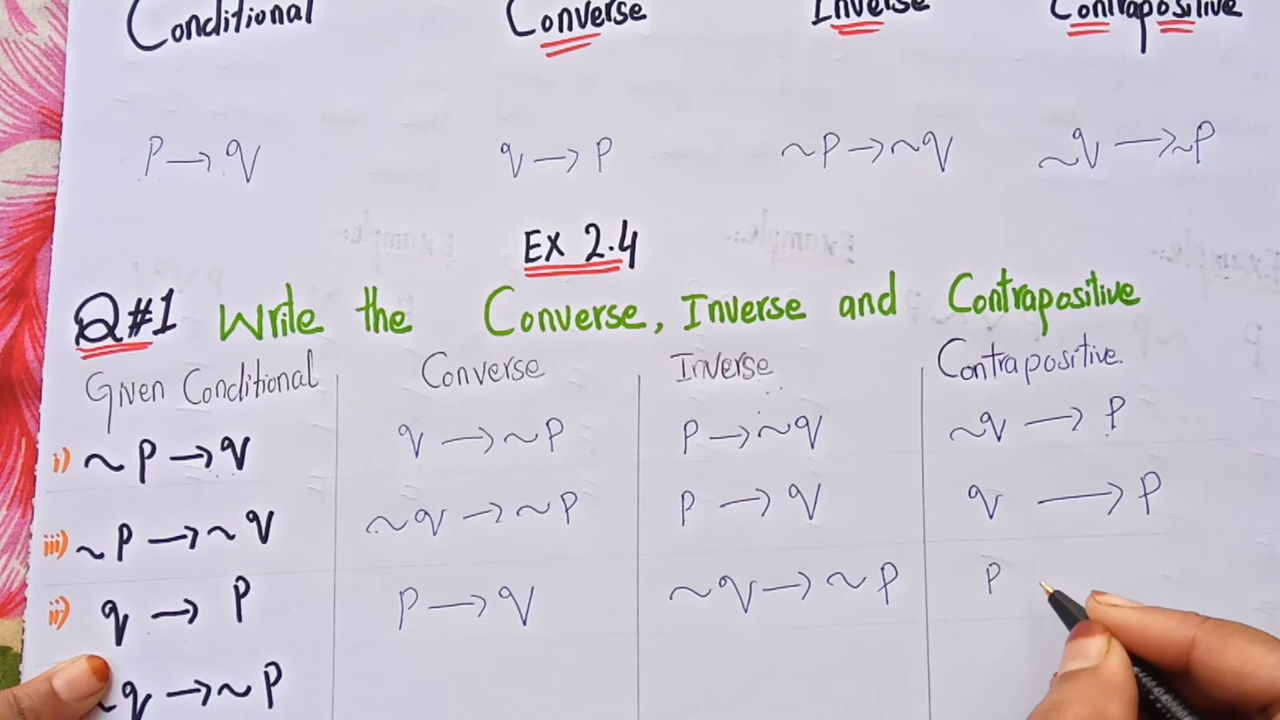 Conditional Converse Inverse Contrapositive
P → q q → P ~P → ~q ~q → ~P
Ex 2.4
Q#1 Write the Converse, Inverse and Contrapositive
Given Conditional Converse Inverse Contrapositive
i) ~P → q q → ~P P → ~q ~q → P
iii) ~P → ~q ~q → ~P P → q q → P
ii) q → P P → q ~q → ~P P
~q → ~P